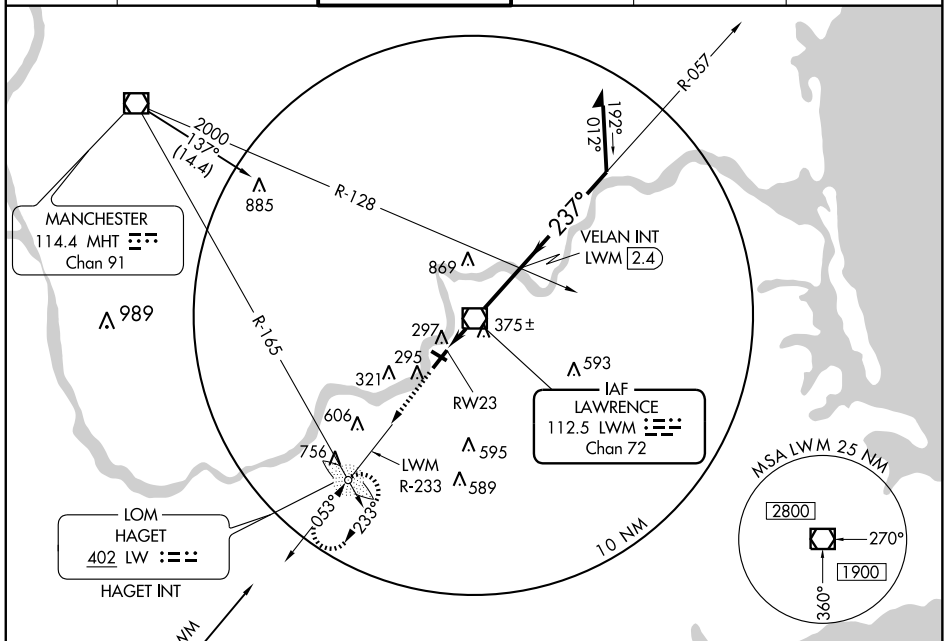 R-057
192°
012°
2000
137°
(14.4)
R-128
885
237°
MANCHESTER
114.4 MHT
Chan 91
VELAN INT
LWM 2.4
869
989
R-165
297
375±
295
321
593
RW23
IAF
LAWRENCE
112.5 LWM
Chan 72
606
595
756
LWM
R-233
589
MSA LWM 25 NM
2800
270°
1900
360°
LOM
HAGET
402 LW
HAGET INT
053°
233°
10 NM
NM